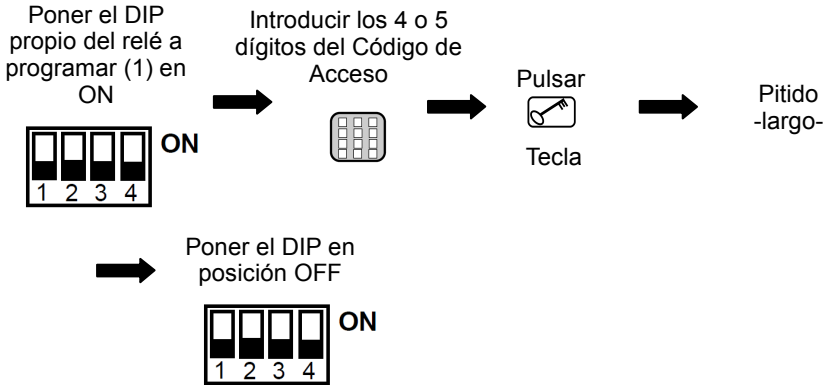 Poner el DIP
propio del relé a
programar (1) en
ON
ON
1 2 3 4
Introducir los 4 o 5
dígitos del Código de
Acceso
Pulsar
Tecla
Pitido
-largo-
Poner el DIP en
posición OFF
ON
1 2 3 4